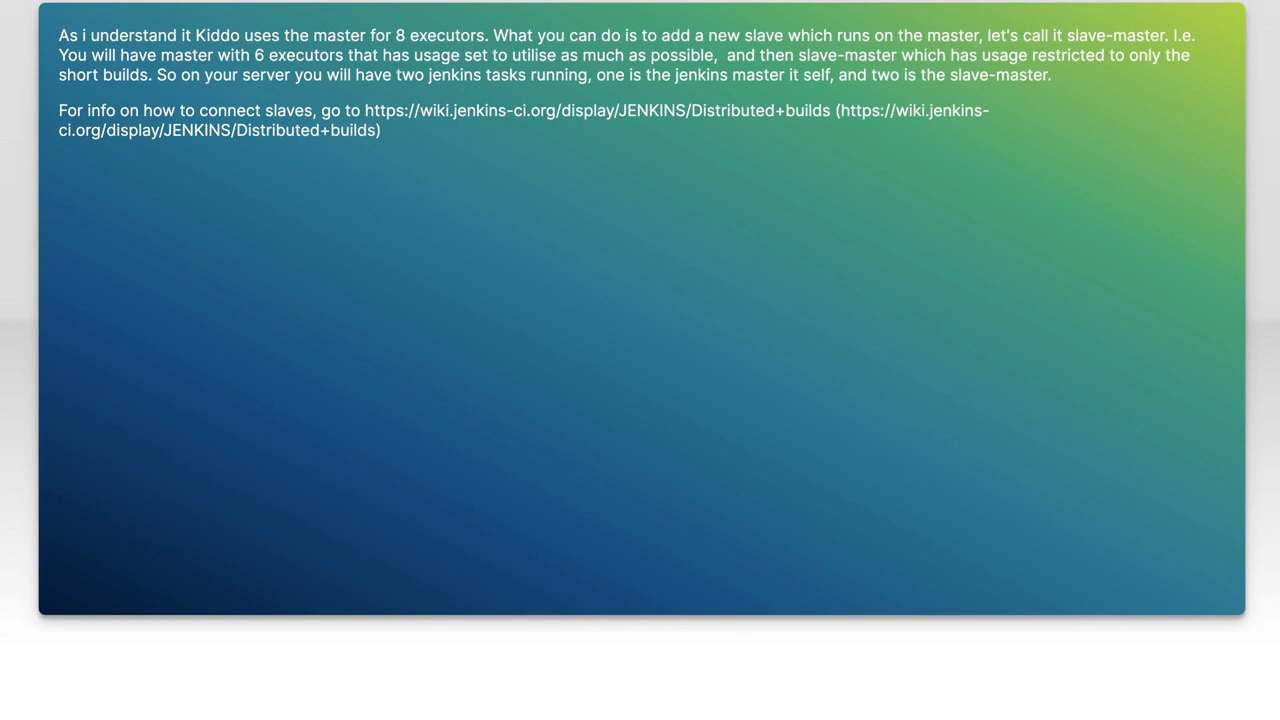 As i understand it Kiddo uses the master for 8 executors. What you can do is to add a new slave which runs on the master, let's call it slave-master. I.e.
You will have master with 6 executors that has usage set to utilise as much as possible,  and then slave-master which has usage restricted to only the
short builds. So on your server you will have two jenkins tasks running, one is the jenkins master it self, and two is the slave-master.
For info on how to connect slaves, go to https://wiki.jenkins-ci.org/display/JENKINS/Distributed+builds (https://wiki.jenkins-
ci.org/display/JENKINS/Distributed+builds)